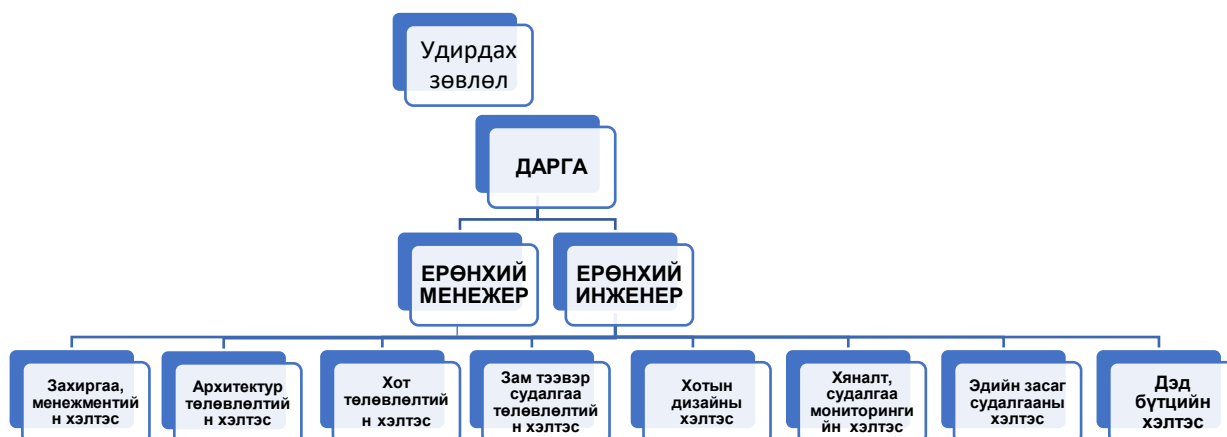 Удирдах
зөвлөл
ДАРГА
ЕРӨНХИЙ
МЕНЕЖЕР
ЕРӨНХИЙ
ИНЖЕНЕР
Захиргаа,
менежментий
н хэлтэс
Архитектур
төлөвлөлтий
н хэлтэс
Хот
төлөвлөлтий
н хэлтэс
Зам тээвэр
судалгаа
төлөвлөлтий
н хэлтэс
Хотын
дизайны
хэлтэс
Хяналт,
судалгаа
мониторинги
йн хэлтэс
Эдийн засаг
судалгааны
хэлтэс
Дэд
бүтцийн
хэлтэс